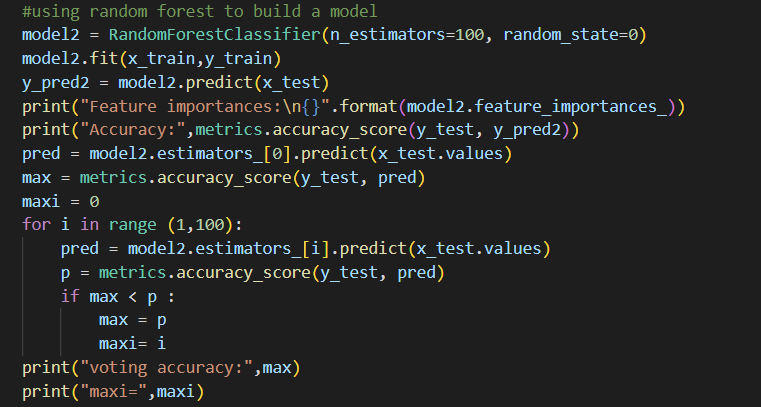 #using random forest to build a model
model2 = RandomForestClassifier(n_estimators=100, random_state=0)
model2.fit(x_train,y_train)
y_pred2 = model2.predict(x_test)
print("Feature importances:\n{}".format(model2.feature_importances_))
print("Accuracy:",metrics.accuracy_score(y_test, y_pred2))
pred = model2.estimators_[0].predict(x_test.values)
max = metrics.accuracy_score(y_test, pred)
maxi = 0
for i in range (1,100):
    pred = model2.estimators_[i].predict(x_test.values)
    p = metrics.accuracy_score(y_test, pred)
    if max < p :
        max = p
        maxi= i
print("voting accuracy:",max)
print("maxi=",maxi)